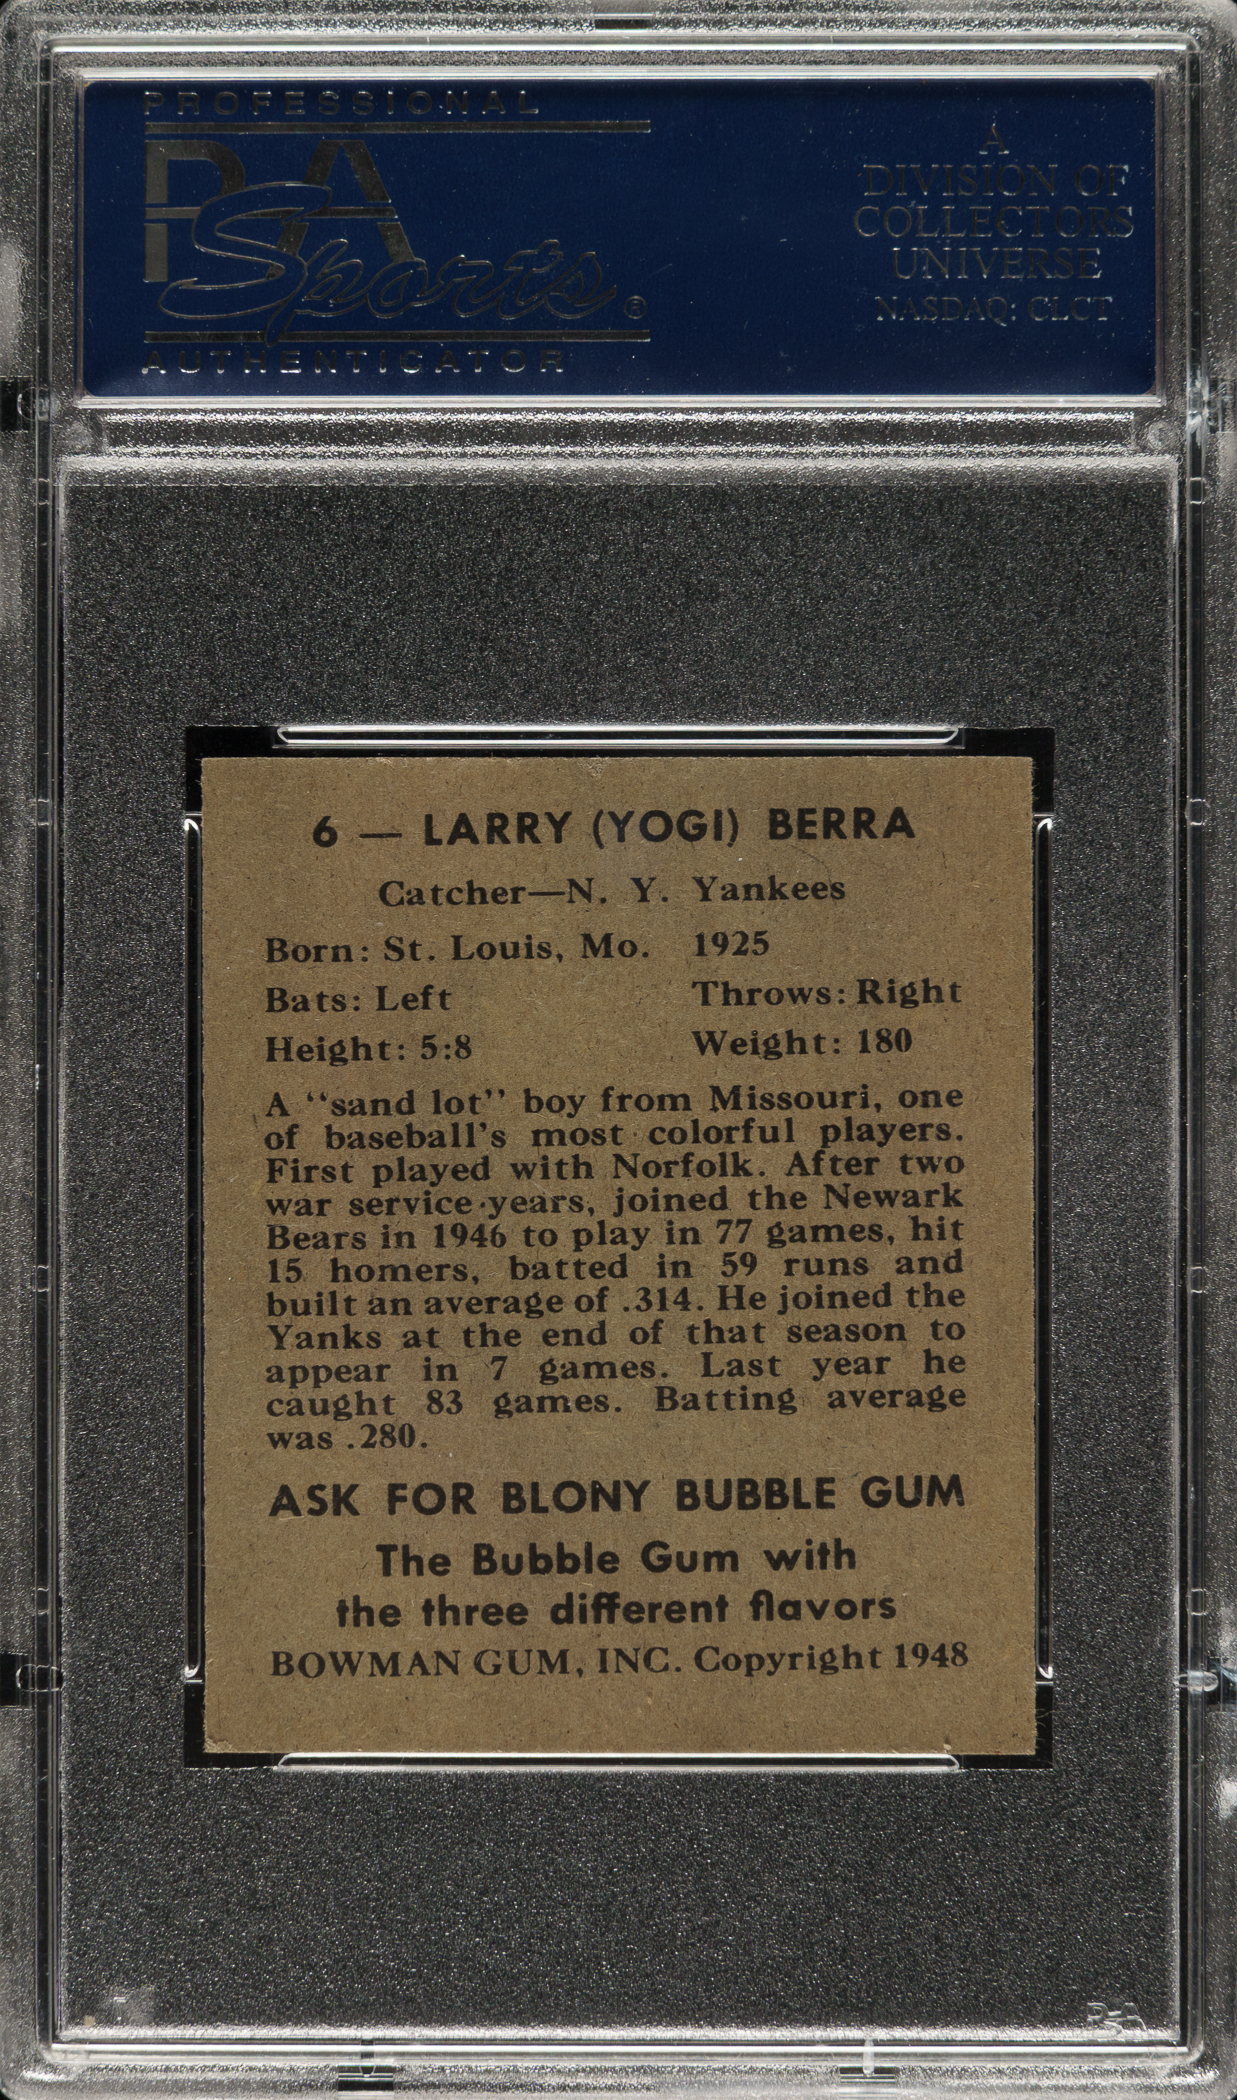 PROFESSIONAL
PSA
Sports®
AUTHENTICATOR
A
DIVISION OF
COLLECTORS
UNIVERSE
NASDAQ: CLCT
6 — LARRY (YOGI) BERRA
Catcher—N. Y. Yankees
Born: St. Louis, Mo. 1925
Bats: Left Throws: Right
Height: 5:8 Weight: 180
A “sand lot” boy from Missouri, one
of baseball's most colorful players.
First played with Norfolk. After two
war service years, joined the Newark
Bears in 1946 to play in 77 games, hit
15 homers, batted in 59 runs and
built an average of .314. He joined the
Yanks at the end of that season to
appear in 7 games. Last year he
caught 83 games. Batting average
was .280.
ASK FOR BLONY BUBBLE GUM
The Bubble Gum with
the three different flavors
BOWMAN GUM, INC. Copyright 1948
PSA